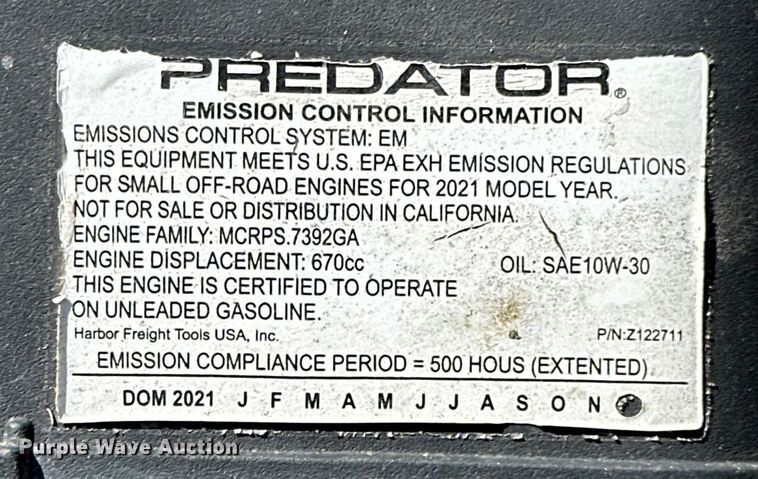 PREDATOR®
EMISSION CONTROL INFORMATION
EMISSIONS CONTROL SYSTEM: EM
THIS EQUIPMENT MEETS U.S. EPA EXH EMISSION REGULATIONS
FOR SMALL OFF-ROAD ENGINES FOR 2021 MODEL YEAR.
NOT FOR SALE OR DISTRIBUTION IN CALIFORNIA.
ENGINE FAMILY: MCRPS.7392GA
ENGINE DISPLACEMENT: 670cc OIL: SAE10W-30
THIS ENGINE IS CERTIFIED TO OPERATE
ON UNLEADED GASOLINE.
Harbor Freight Tools USA, Inc. P/N:Z122711
EMISSION COMPLIANCE PERIOD = 500 HOUS (EXTENTED)
DOM 2021 J F M A M J J A S O N
Purple Wave Auction